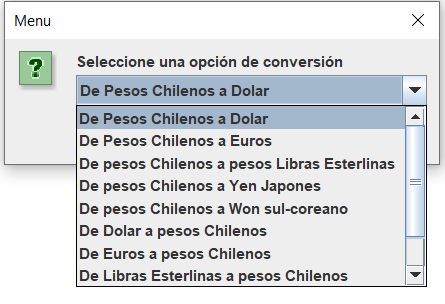 Menu
?
Seleccione una opción de conversión
De Pesos Chilenos a Dolar
De Pesos Chilenos a Dolar
De Pesos Chilenos a Euros
De pesos Chilenos a pesos Libras Esterlinas
De pesos Chilenos a Yen Japones
De pesos Chilenos a Won sul-coreano
De Dolar a pesos Chilenos
De Euros a pesos Chilenos
De Libras Esterlinas a pesos Chilenos